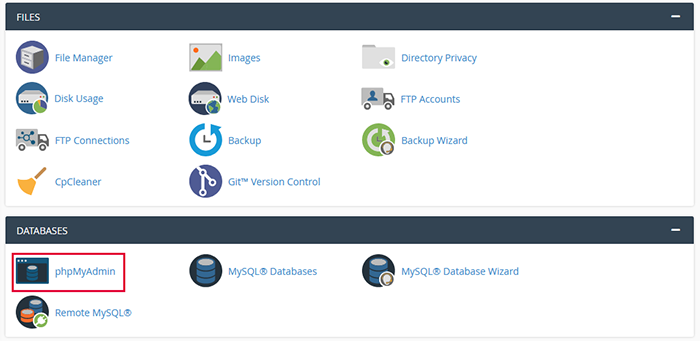 FILES
File Manager
Images
Directory Privacy
Disk Usage
Web Disk
FTP Accounts
FTP Connections
Backup
Backup Wizard
CpCleaner
Git™ Version Control
DATABASES
phpMyAdmin
MySQL® Databases
MySQL® Database Wizard
Remote MySQL®